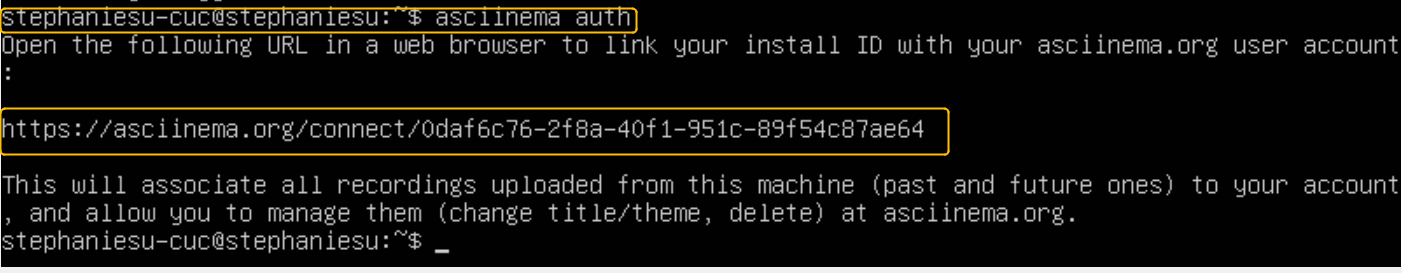 stephaniesu-cuc@stephaniesu:~$ asciinema auth
Open the following URL in a web browser to link your install ID with your asciinema.org user account
:
https://asciinema.org/connect/0daf6c76-2f8a-40f1-951c-89f54c87ae64
This will associate all recordings uploaded from this machine (past and future ones) to your account
, and allow you to manage them (change title/theme, delete) at asciinema.org.
stephaniesu-cuc@stephaniesu:~$ _